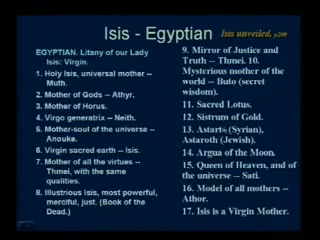 Isis - Egyptian
Isis unveiled, p209
EGYPTIAN. Litany of our Lady
Isis: Virgin.
1. Holy Isis, universal mother --
Muth.
2. Mother of Gods -- Athyr.
3. Mother of Horus.
4. Virgo generatrix -- Neith.
5. Mother-soul of the universe --
Anouke.
6. Virgin sacred earth -- Isis.
7. Mother of all the virtues --
Thmei, with the same
qualities.
8. Illustrious Isis, most powerful,
merciful, just. (Book of the
Dead.)
9. Mirror of Justice and
Truth -- Thmei. 10.
Mysterious mother of the
world -- Buto (secret
wisdom).
11. Sacred Lotus.
12. Sistrum of Gold.
13. Astarte (Syrian),
Astaroth (Jewish).
14. Argua of the Moon.
15. Queen of Heaven, and of
the universe -- Sati.
16. Model of all mothers --
Athor.
17. Isis is a Virgin Mother.